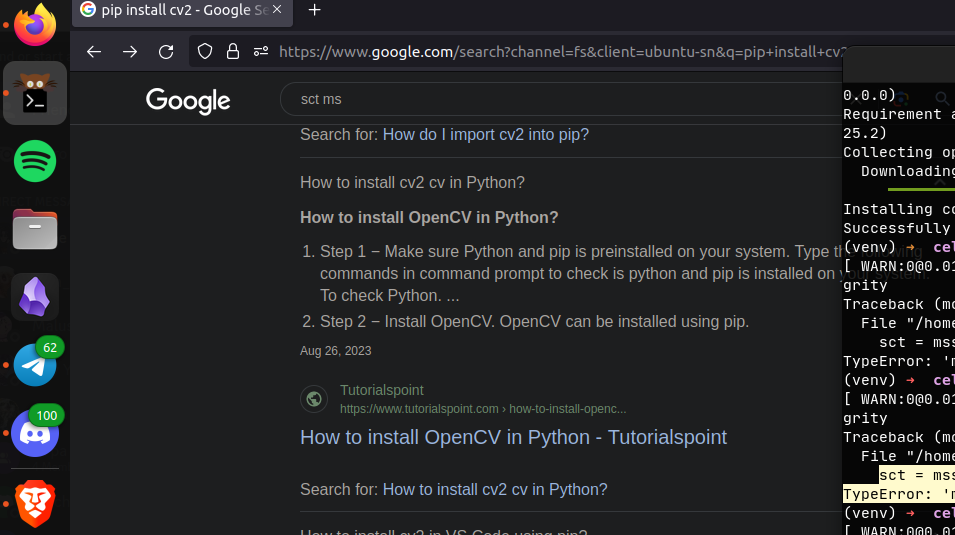 pip install cv2 - Google Se
https://www.google.com/search?channel=fs&client=ubuntu-sn&q=pip+install+cv2
Google
sct ms
Search for: How do I import cv2 into pip?
How to install cv2 cv in Python?
How to install OpenCV in Python?
1. Step 1 − Make sure Python and pip is preinstalled on your system. Type the following
commands in command prompt to check is python and pip is installed on your system.
To check Python. ...
2. Step 2 − Install OpenCV. OpenCV can be installed using pip.
Aug 26, 2023
Tutorialspoint
https://www.tutorialspoint.com › how-to-install-openc...
How to install OpenCV in Python - Tutorialspoint
Search for: How to install cv2 cv in Python?
How to install cv2 in VS Code using pip?
62
100
0.0.0)
Requirement a
25.2)
Collecting op
Downloading
Installing co
Successfully
(venv) → cel
[ WARN:0@0.01
grity
Traceback (mo
File "/home
sct = mss
TypeError: 'm
(venv) → cel
[ WARN:0@0.01
grity
Traceback (mo
File "/home
sct = mss
TypeError: 'm
(venv) → cel
[ WARN:0@0.01